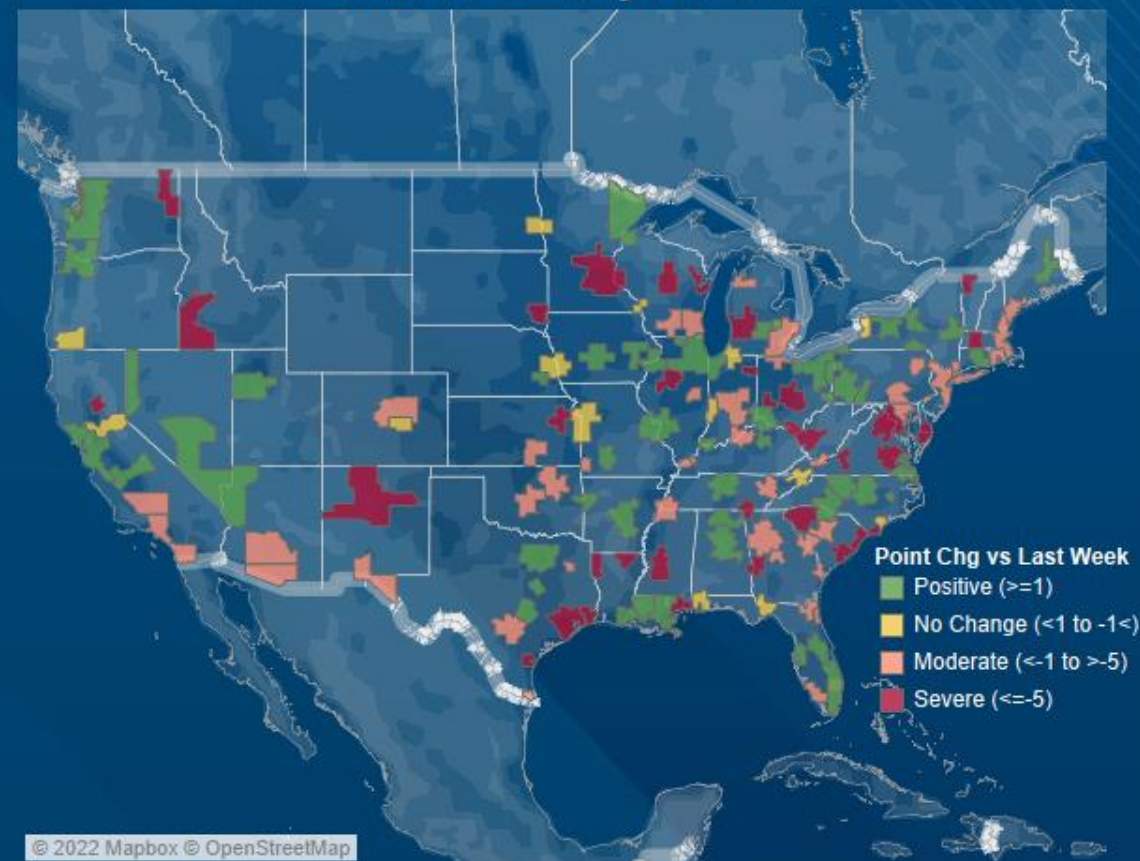 Point Chg vs Last Week
Positive (>=1)
No Change (<1 to -1<)
Moderate (<-1 to >-5)
Severe (<=-5)
© 2022 Mapbox © OpenStreetMap